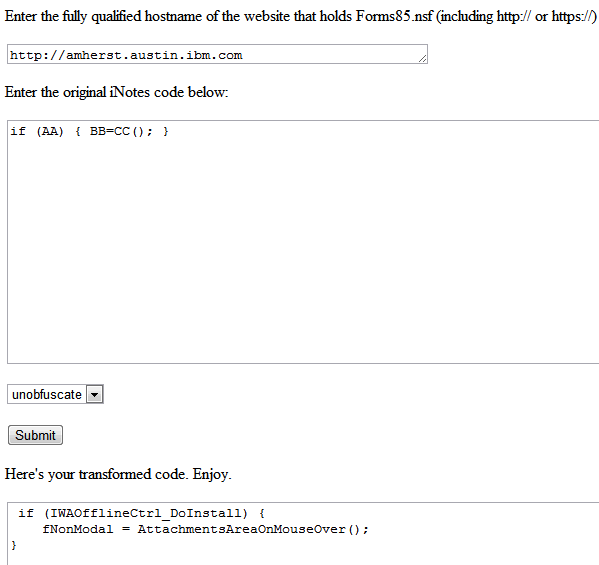 Enter the fully qualified hostname of the website that holds Forms85.nsf (including http:// or https://)
http://amherst.austin.ibm.com
Enter the original iNotes code below:
if (AA) { BB=CC(); }
unobfuscate
Submit
Here's your transformed code. Enjoy.
if (IWAOfflineCtrl_DoInstall) {
fNonModal = AttachmentsAreaOnMouseOver();
}